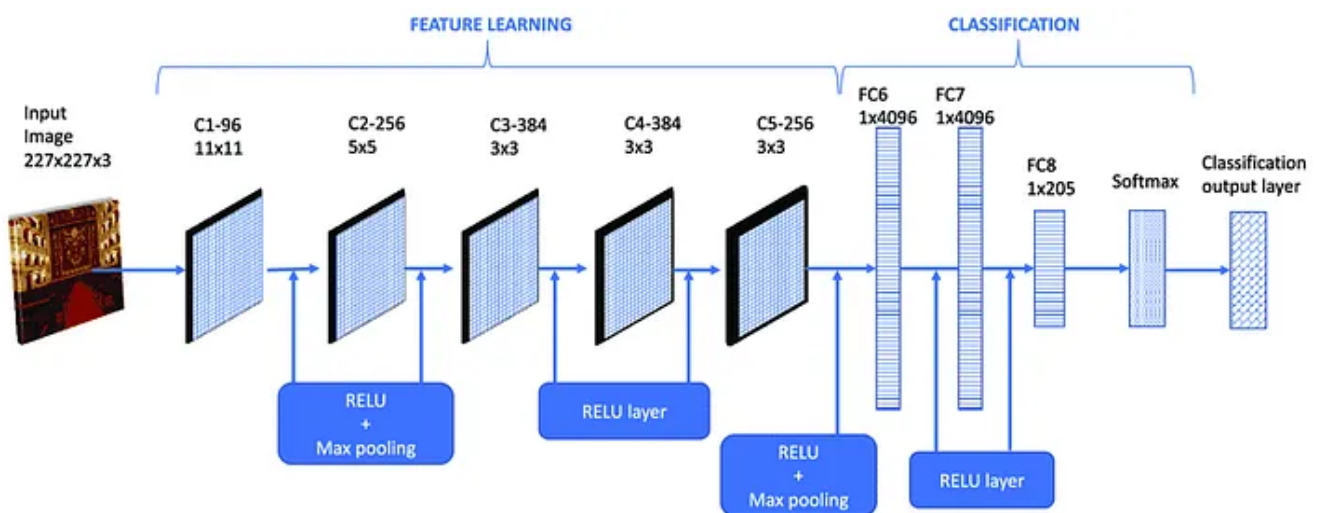 FEATURE LEARNING
CLASSIFICATION
Input
Image
227x227x3
C1-96
11x11
C2-256
5x5
C3-384
3x3
C4-384
3x3
C5-256
3x3
FC6
1x4096
FC7
1x4096
FC8
1x205
Softmax
Classification
output layer
RELU
+
Max pooling
RELU layer
RELU
+
Max pooling
RELU layer